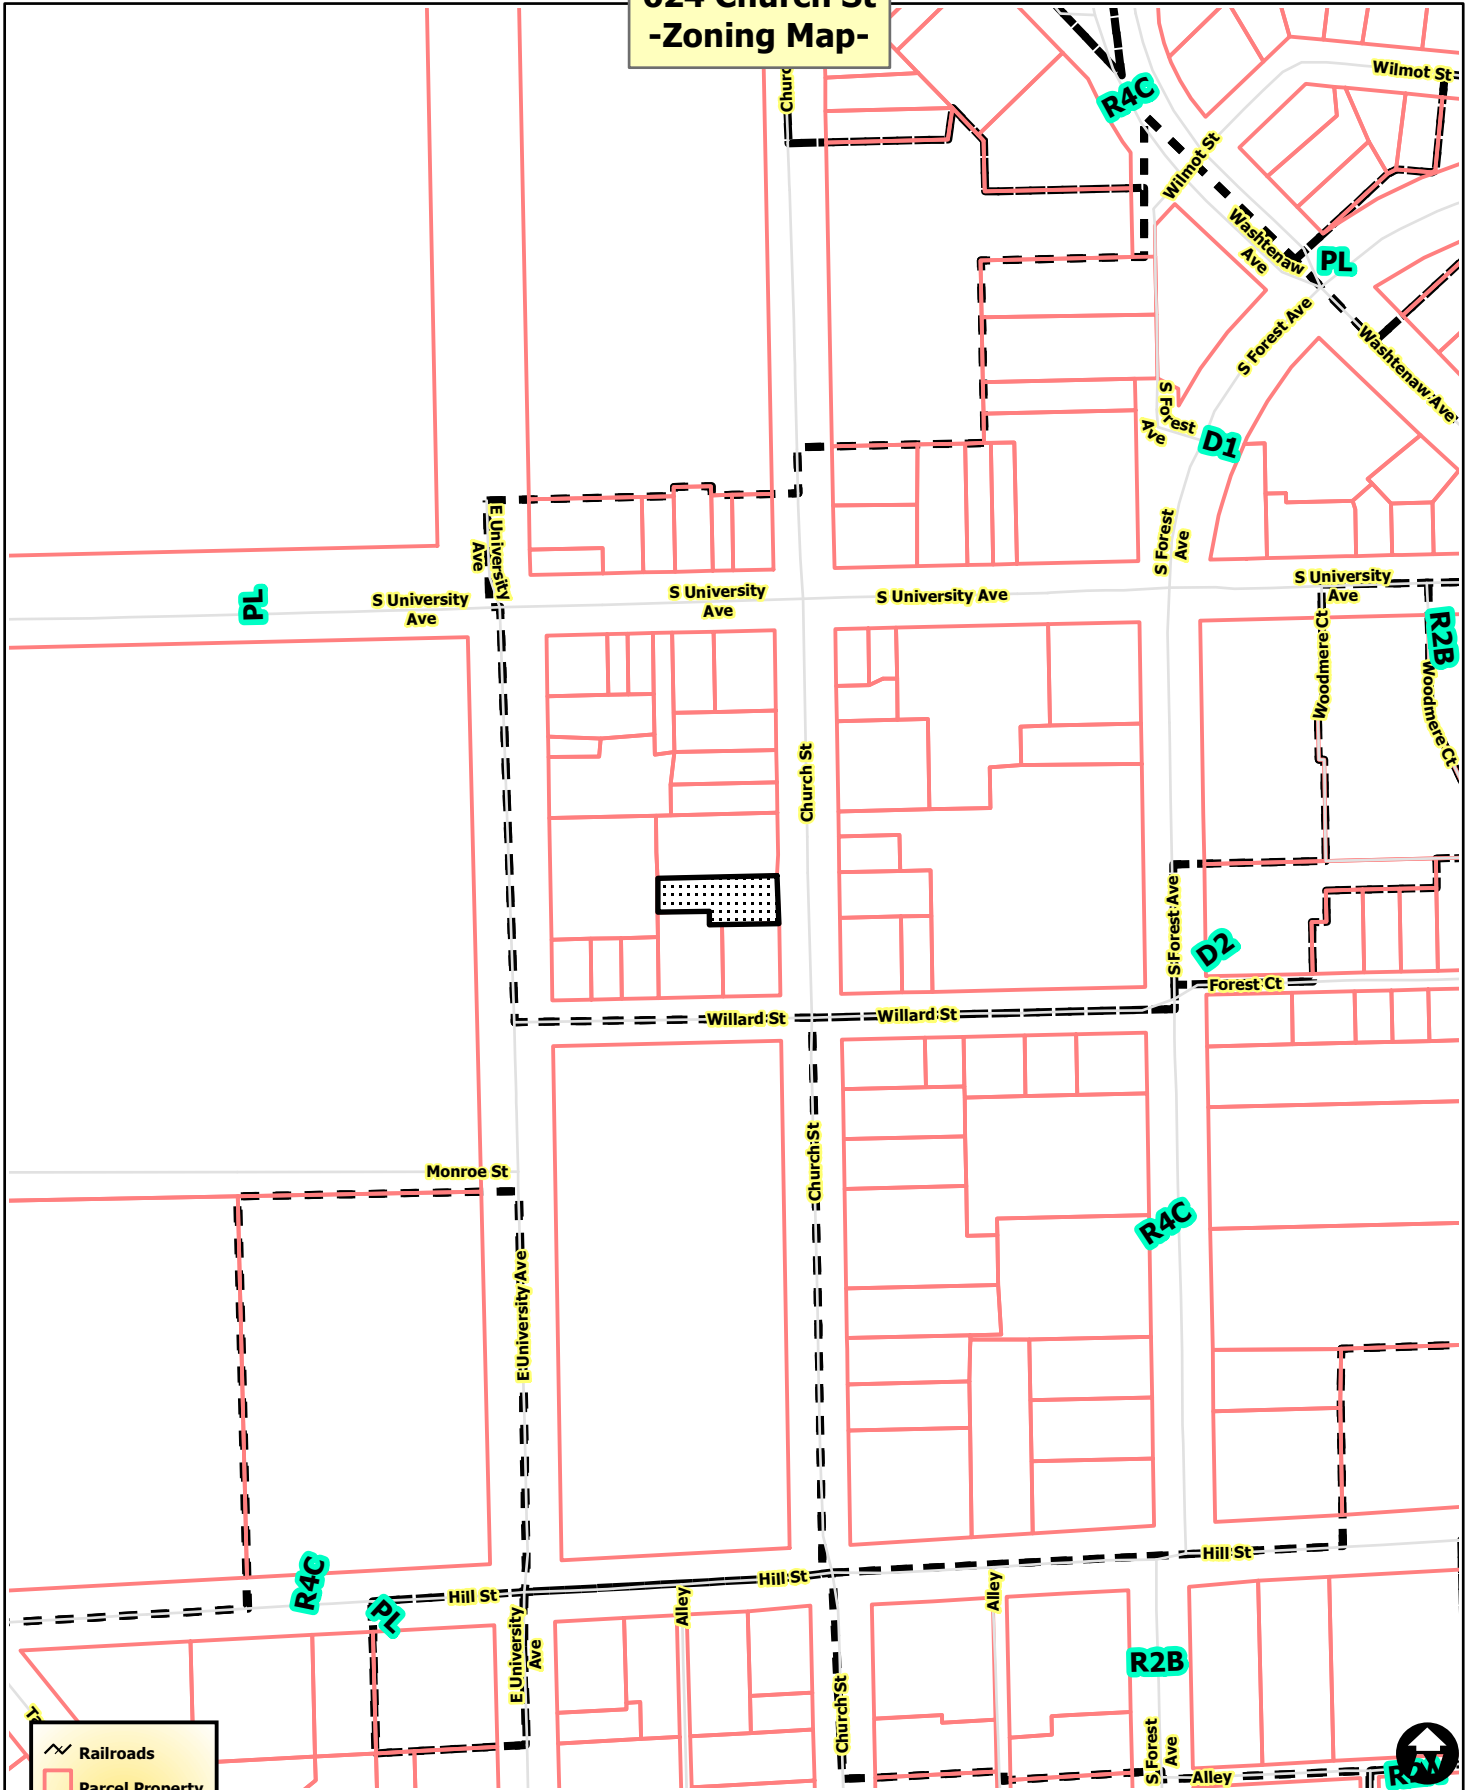 624 Church St
-Zoning Map-
Wilmot St
R4C
Wilmot St
Washtenaw
Ave
PL
S Forest Ave
Washtenaw Ave
S Forest
Ave
D1
E University
Ave
S Forest
Ave
PL
S University
Ave
S University
Ave
S University Ave
S University
Ave
R2B
Woodmere Ct
Woodmere Ct
Church St
S Forest Ave
D2
Forest Ct
Willard St
Willard St
Church St
Monroe St
R4C
E University Ave
R4C
Hill St
Hill St
Hill St
PL
Alley
Alley
E University
Ave
R2B
Church St
S Forest
Ave
Alley
Railroads
Parcel Property